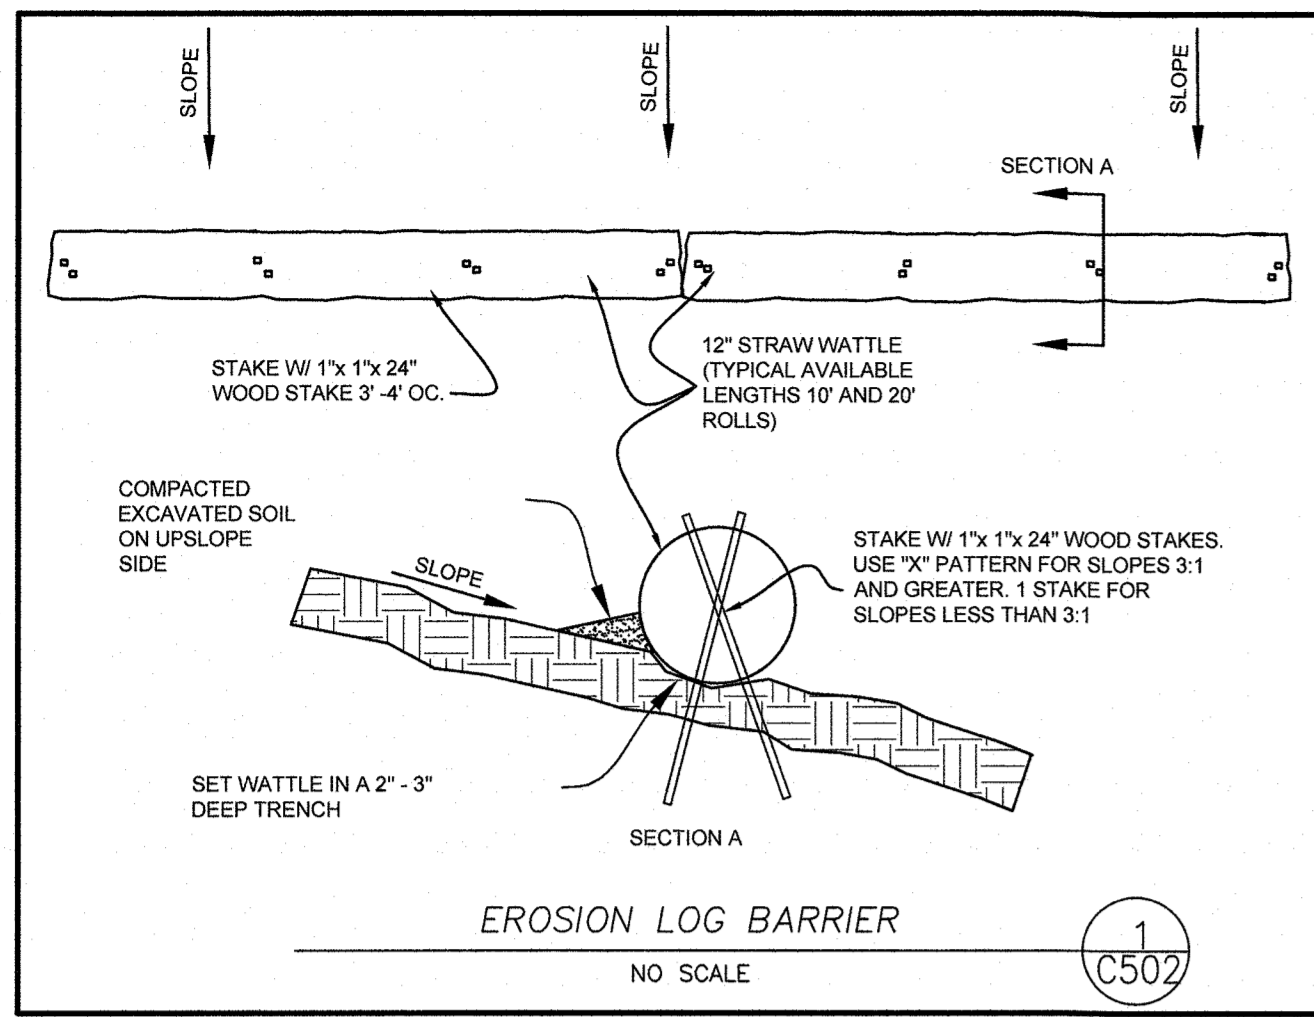 SLOPE
SLOPE
SLOPE
SECTION A
STAKE W/ 1"x 1"x 24"
WOOD STAKE 3' -4' OC.
12" STRAW WATTLE
(TYPICAL AVAILABLE
LENGTHS 10' AND 20'
ROLLS)
COMPACTED
EXCAVATED SOIL
ON UPSLOPE
SIDE
SLOPE
STAKE W/ 1"x 1"x 24" WOOD STAKES.
USE "X" PATTERN FOR SLOPES 3:1
AND GREATER. 1 STAKE FOR
SLOPES LESS THAN 3:1
SET WATTLE IN A 2" - 3"
DEEP TRENCH
SECTION A
EROSION LOG BARRIER
NO SCALE
1
C502